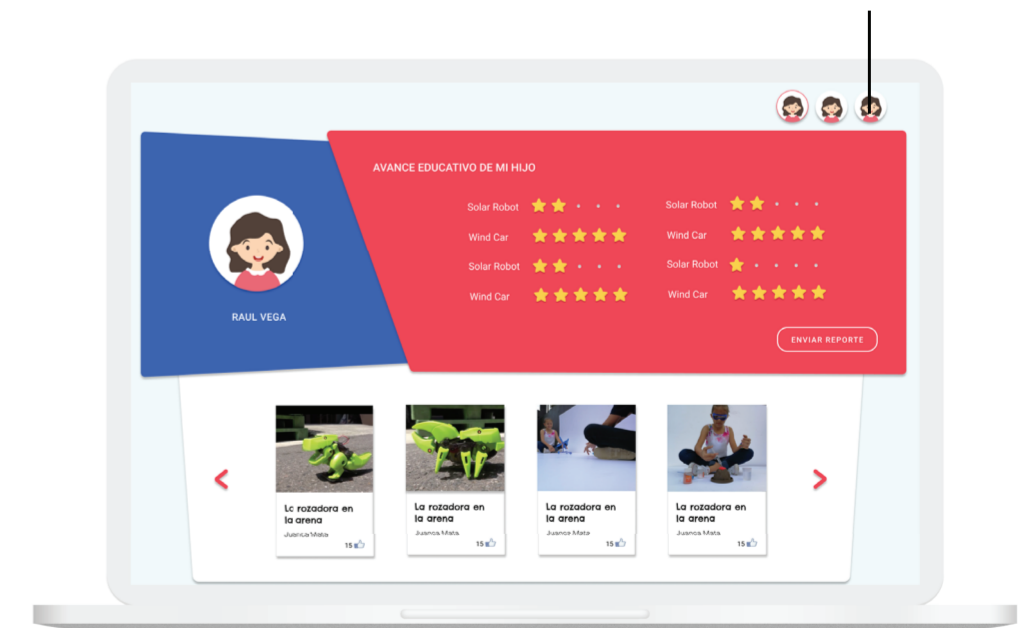 AVANCE EDUCATIVO DE MI HIJO
Solar Robot
Solar Robot
Wind Car
Wind Car
Solar Robot
Solar Robot
Wind Car
Wind Car
RAUL VEGA
ENVIAR REPORTE
La rozadora en
la arena
Juanca Mata
15
La rozadora en
la arena
Juanca Mata
15
La rozadora en
la arena
Juanca Mata
15
La rozadora en
la arena
Juanca Mata
15